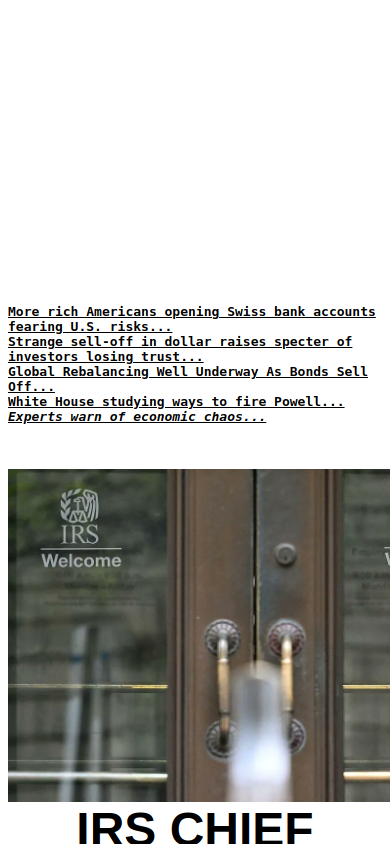 More rich Americans opening Swiss bank accounts
fearing U.S. risks...
Strange sell-off in dollar raises specter of
investors losing trust...
Global Rebalancing Well Underway As Bonds Sell
Off...
White House studying ways to fire Powell...
Experts warn of economic chaos...
IRS
Welcome
IRS CHIEF